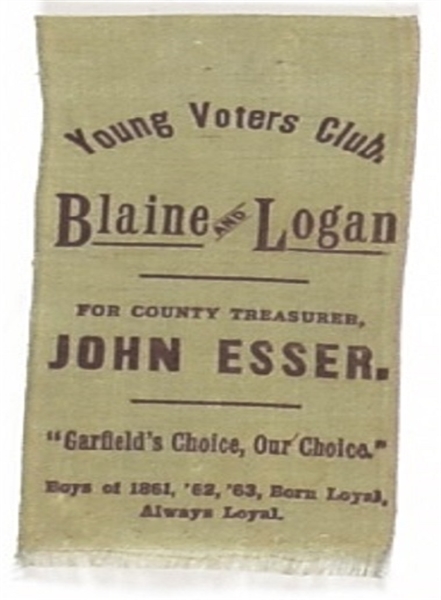 Young Voters Club.
Blaine AND Logan
FOR COUNTY TREASURER,
JOHN ESSER.
"Garfield's Choice, Our Choice."
Boys of 1861, '62, '63, Born Loyal,
Always Loyal.